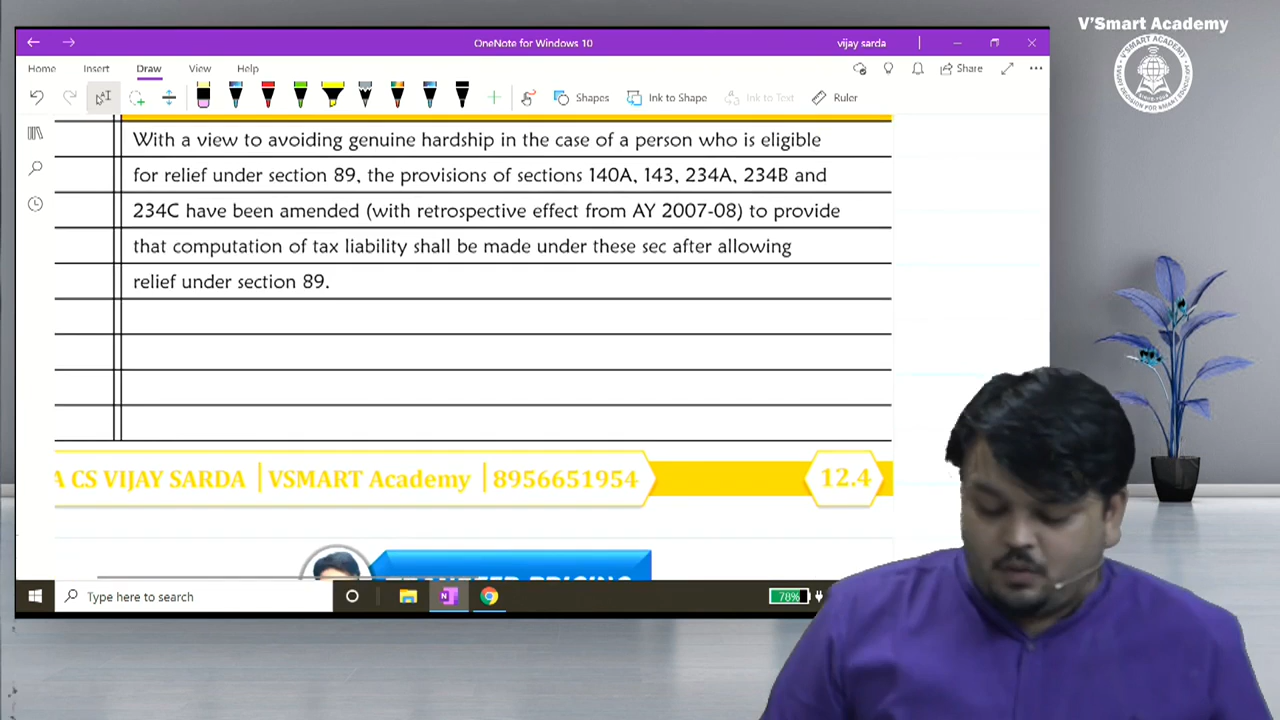 V'Smart Academy
OneNote for Windows 10
vijay sarda
Home Insert Draw View Help
Share
Shapes Ink to Shape Ink to Text Ruler
With a view to avoiding genuine hardship in the case of a person who is eligible
for relief under section 89, the provisions of sections 140A, 143, 234A, 234B and
234C have been amended (with retrospective effect from AY 2007-08) to provide
that computation of tax liability shall be made under these sec after allowing
relief under section 89.
A CS VIJAY SARDA | VSMART Academy | 8956651954
12.4
TRANSFER PRICING
Type here to search
78%